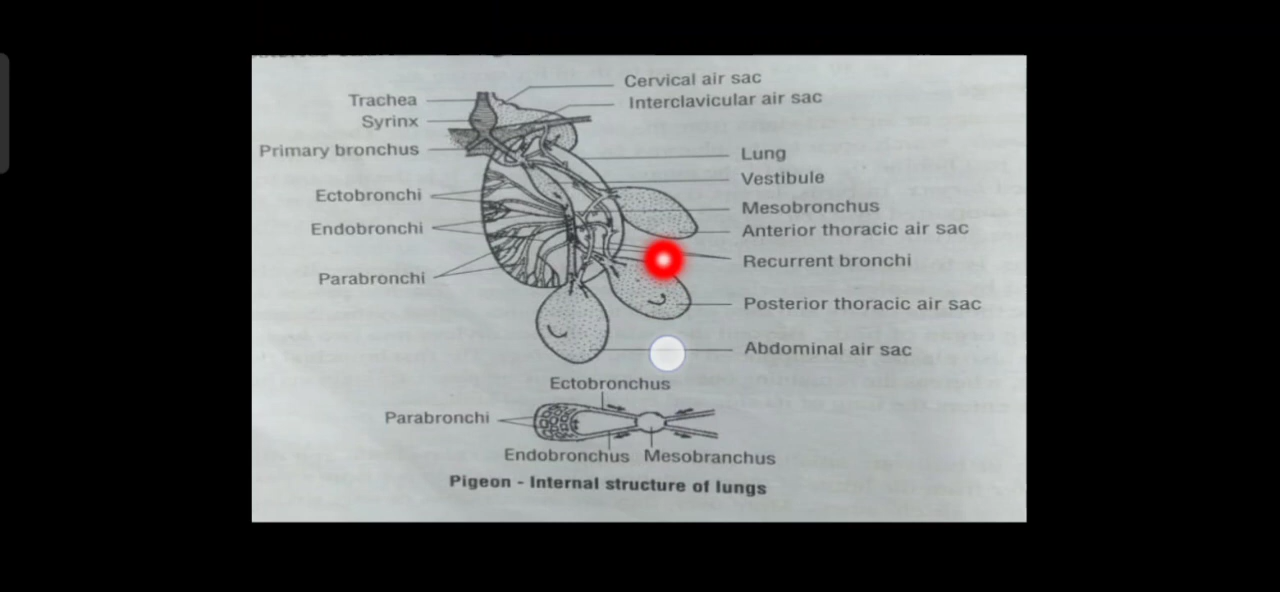 Cervical air sac
Trachea
Interclavicular air sac
Syrinx
Primary bronchus
Lung
Vestibule
Ectobronchi
Mesobronchus
Endobronchi
Anterior thoracic air sac
Recurrent bronchi
Parabronchi
Posterior thoracic air sac
Abdominal air sac
Ectobronchus
Parabronchi
Endobronchus Mesobranchus
Pigeon - Internal structure of lungs